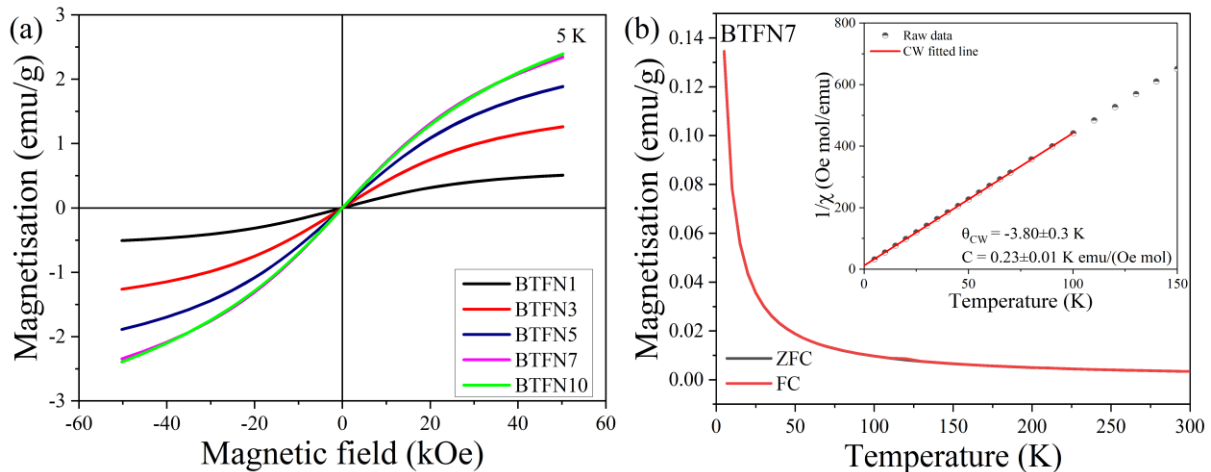 (a)
5 K
Magnetisation (emu/g)
3
2
1
0
-1
-2
-3
-60 -40 -20 0 20 40 60
Magnetic field (kOe)
BTFN1
BTFN3
BTFN5
BTFN7
BTFN10
(b)
BTFN7
Magnetisation (emu/g)
0.14
0.12
0.10
0.08
0.06
0.04
0.02
0.00
0 50 100 150 200 250 300
Temperature (K)
ZFC
FC
Raw data
CW fitted line
1/χ (Oe mol/emu)
800
600
400
200
0
0 50 100 150
Temperature (K)
θCW = -3.80±0.3 K
C = 0.23±0.01 K emu/(Oe mol)